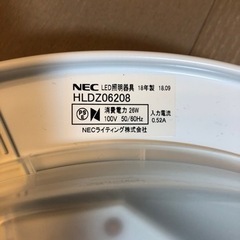 NEC LED照明器具 18年製 18.09
HLDZ06208
消費電力 26W
100V 50/60Hz
入力電流
0.52A
NECライティング株式会社